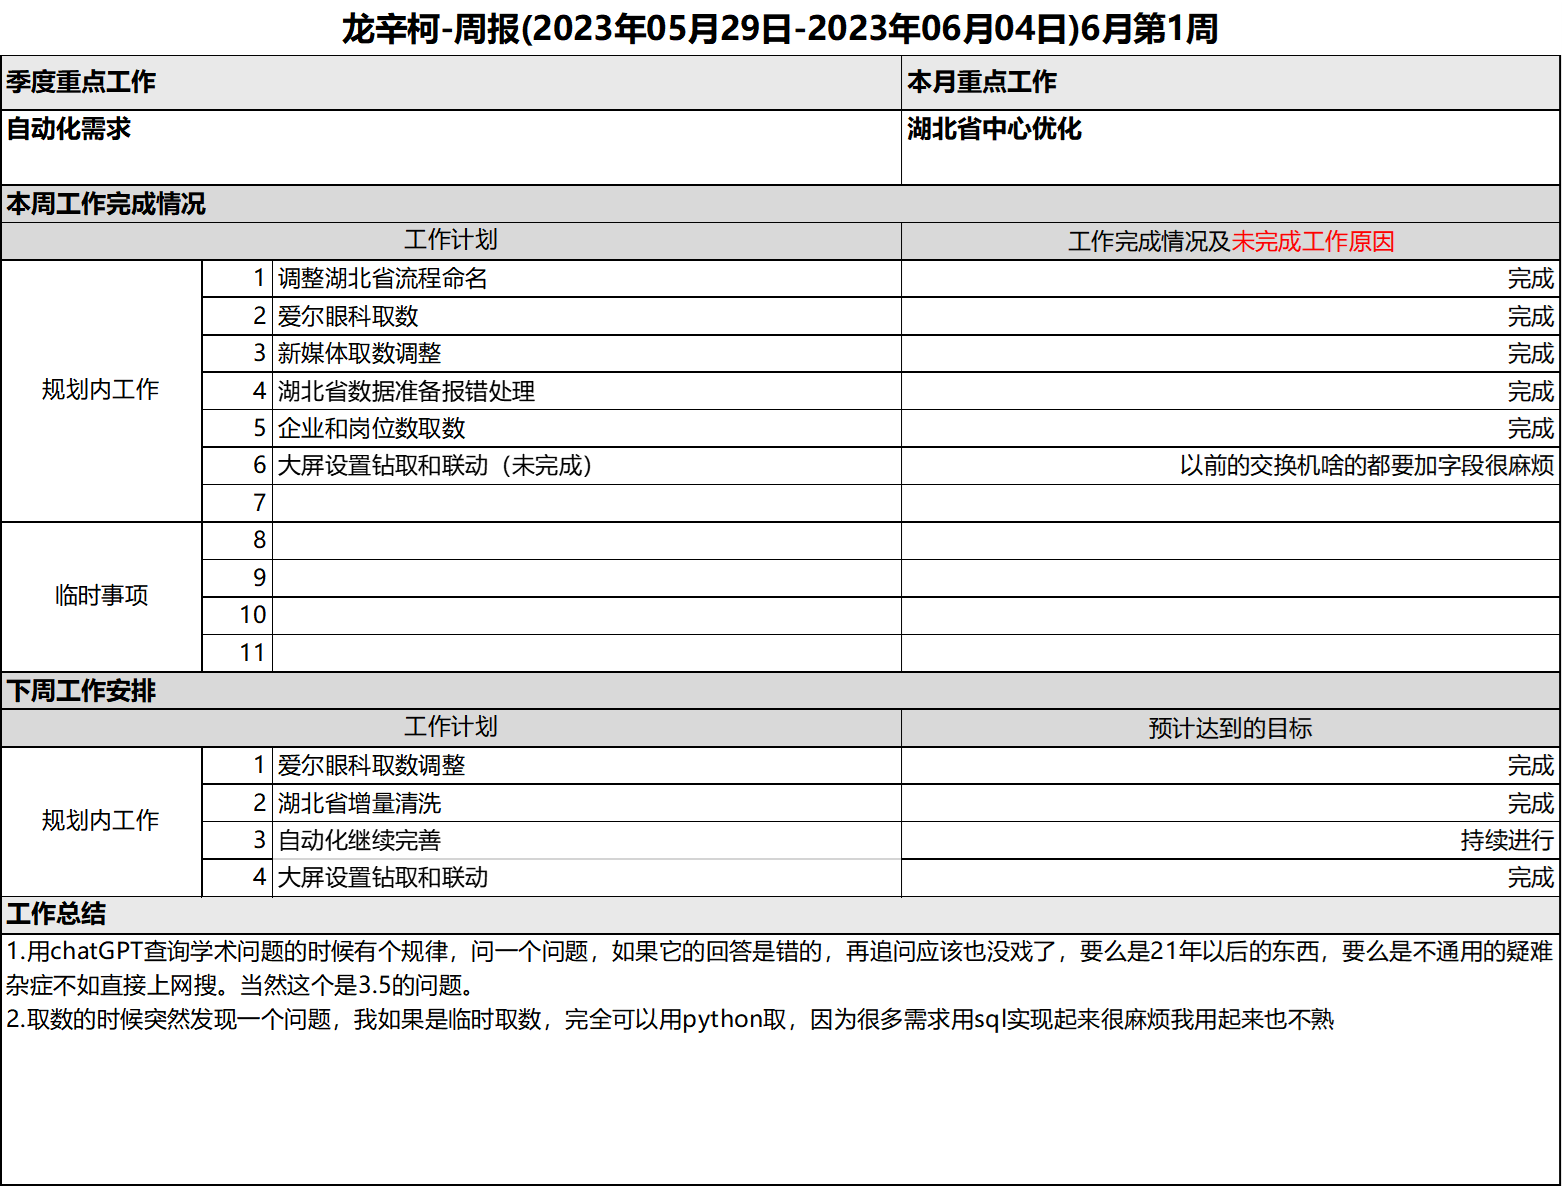 龙辛柯-周报(2023年05月29日-2023年06月04日)6月第1周
季度重点工作 本月重点工作
自动化需求 湖北省中心优化
本周工作完成情况
工作计划 工作完成情况及未完成工作原因
规划内工作
1 调整湖北省流程命名 完成
2 爱尔眼科取数 完成
3 新媒体取数调整 完成
4 湖北省数据准备报错处理 完成
5 企业和岗位数取数 完成
6 大屏设置钻取和联动（未完成） 以前的交换机啥的都要加字段很麻烦
7
临时事项
8
9
10
11
下周工作安排
工作计划 预计达到的目标
规划内工作
1 爱尔眼科取数调整 完成
2 湖北省增量清洗 完成
3 自动化继续完善 持续进行
4 大屏设置钻取和联动 完成
工作总结
1.用chatGPT查询学术问题的时候有个规律，问一个问题，如果它的回答是错的，再追问应该也没戏了，要么是21年以后的东西，要么是不通用的疑难
杂症不如直接上网搜。当然这个是3.5的问题。
2.取数的时候突然发现一个问题，我如果是临时取数，完全可以用python取，因为很多需求用sql实现起来很麻烦我用起来也不熟